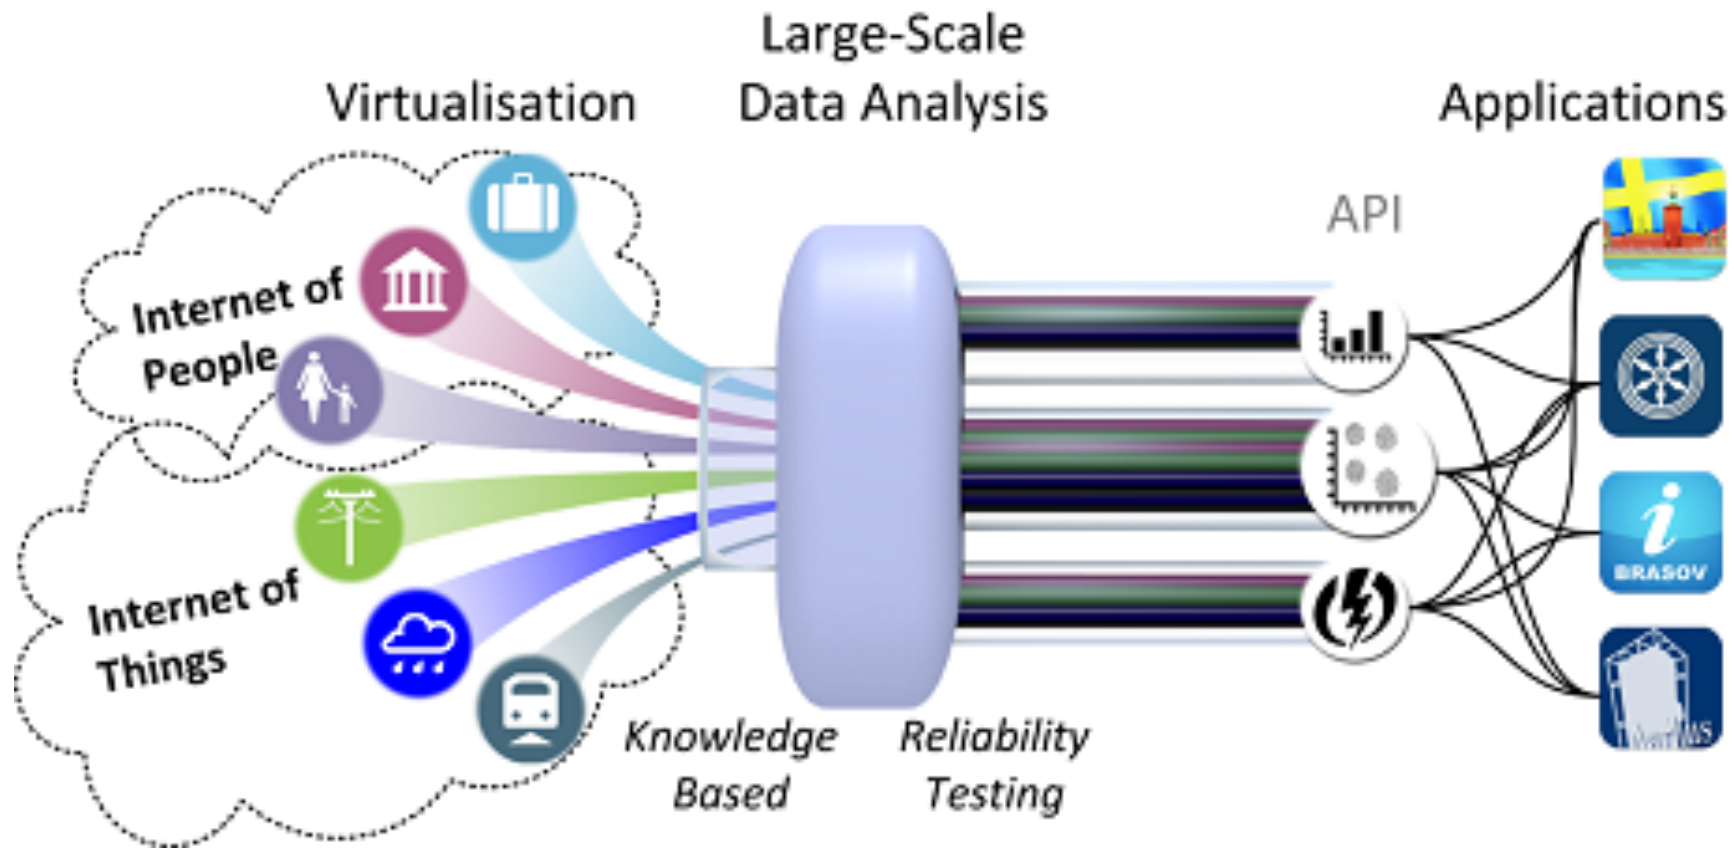 Large-Scale
Virtualisation
Data Analysis
Applications
API
Internet of
People
Internet of
Things
i
BRASOV
Knowledge
Based
Reliability
Testing